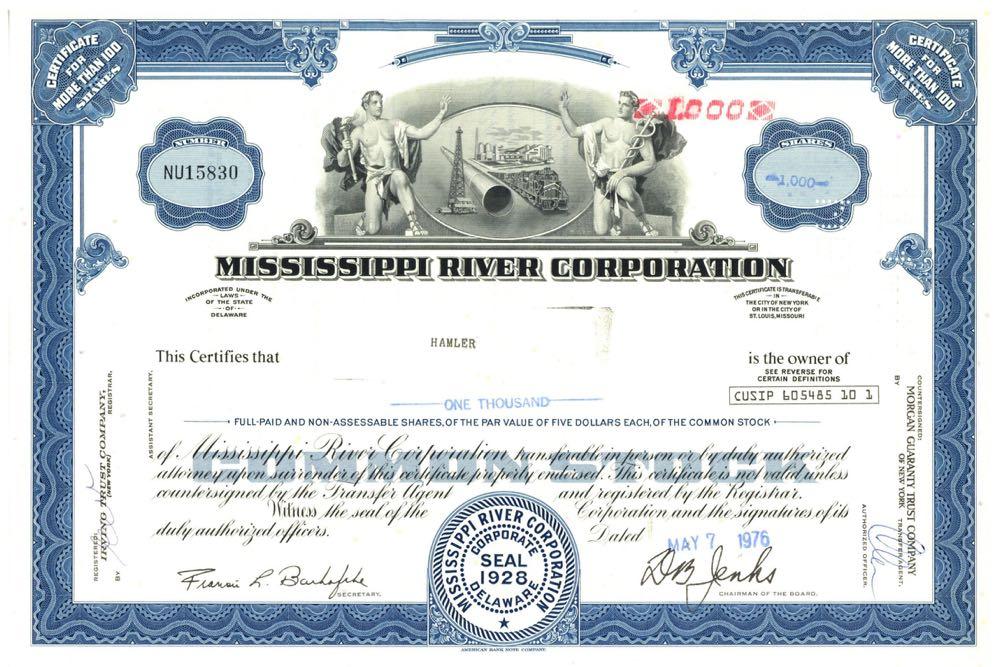 CERTIFICATE
FOR
MORE THAN 100
SHARES
CERTIFICATE
FOR
MORE THAN 100
SHARES
NUMBER
NU15830
1,000
SHARES
1,000
MISSISSIPPI RIVER CORPORATION
INCORPORATED UNDER THE
LAWS
OF THE STATE
OF
DELAWARE
THIS CERTIFICATE IS TRANSFERABLE
IN
THE CITY OF NEW YORK
OR IN THE CITY OF
ST. LOUIS, MISSOURI
This Certifies that
HAMLER
is the owner of
SEE REVERSE FOR
CERTAIN DEFINITIONS
CUSIP 605485 10 1
ONE THOUSAND
FULL-PAID AND NON-ASSESSABLE SHARES, OF THE PAR VALUE OF FIVE DOLLARS EACH, OF THE COMMON STOCK
COMMON STOCK
of Mississippi River Corporation transferable in person or by duly authorized
attorney upon surrender of this certificate properly endorsed. This certificate is not valid unless
countersigned by the Transfer Agent and registered by the Registrar.
Witness the seal of the Corporation and the signatures of its
duly authorized officers.
Dated MAY 7 1976
MISSISSIPPI RIVER CORPORATION
CORPORATE
SEAL
1928
DELAWARE
SECRETARY.
D M Jenks
CHAIRMAN OF THE BOARD.
REGISTERED:
IRVING TRUST COMPANY,
(NEW YORK)
REGISTRAR,
BY
ASSISTANT SECRETARY.
COUNTERSIGNED:
MORGAN GUARANTY TRUST COMPANY
OF NEW YORK
TRANSFER AGENT,
BY
AUTHORIZED OFFICER.
AMERICAN BANK NOTE COMPANY.